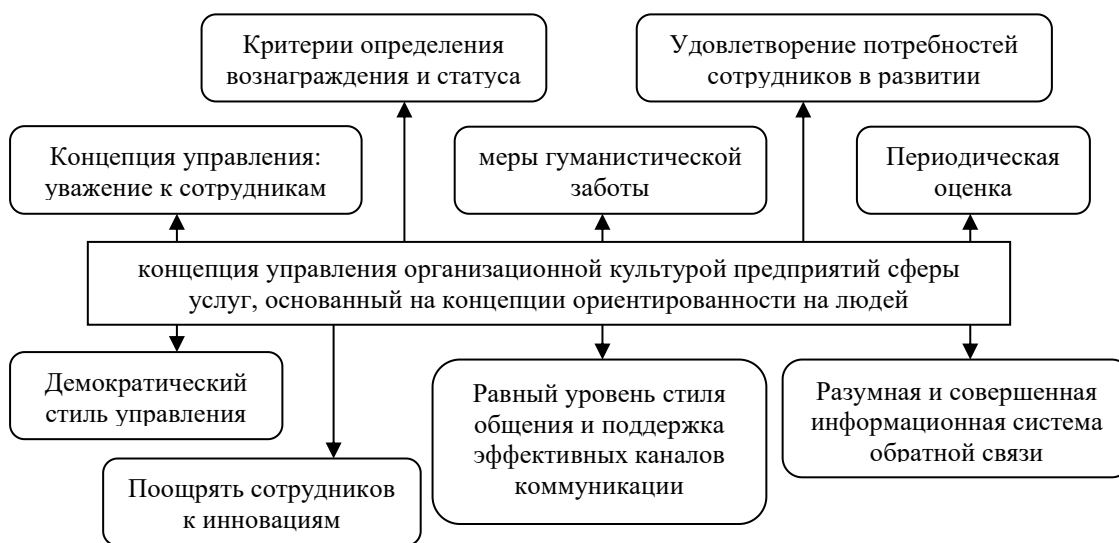 Критерии определения
вознаграждения и статуса
Удовлетворение потребностей
сотрудников в развитии
Концепция управления:
уважение к сотрудникам
меры гуманистической
заботы
Периодическая
оценка
концепция управления организационной культурой предприятий сферы
услуг, основанный на концепции ориентированности на людей
Демократический
стиль управления
Равный уровень стиля
общения и поддержка
эффективных каналов
коммуникации
Разумная и совершенная
информационная система
обратной связи
Поощрять сотрудников
к инновациям